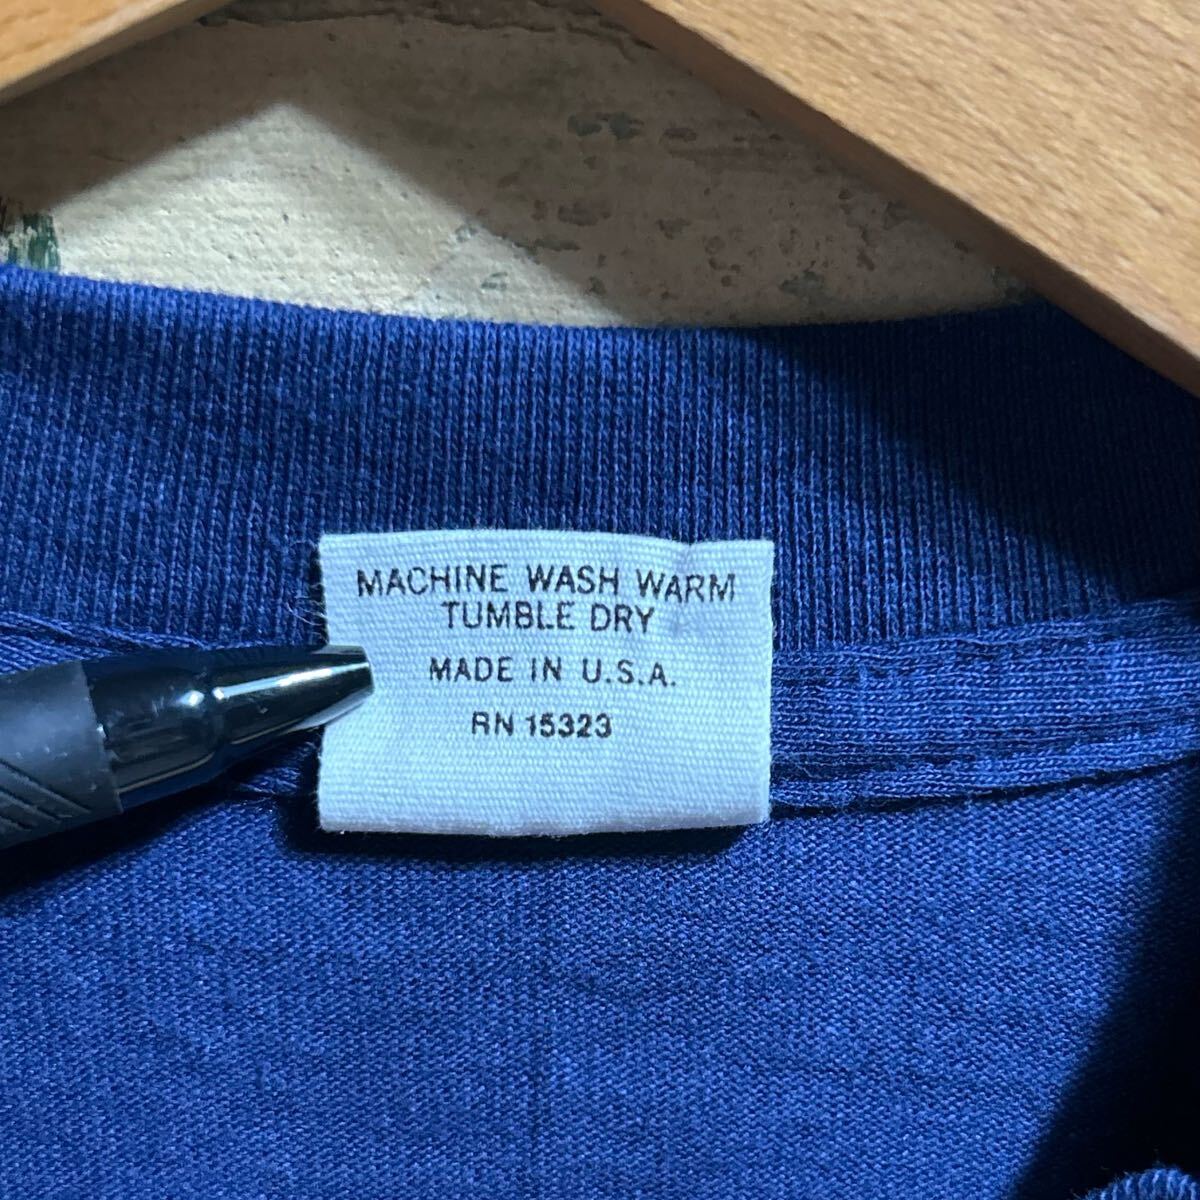 MACHINE WASH WARM
TUMBLE DRY
MADE IN U.S.A.
RN 15323